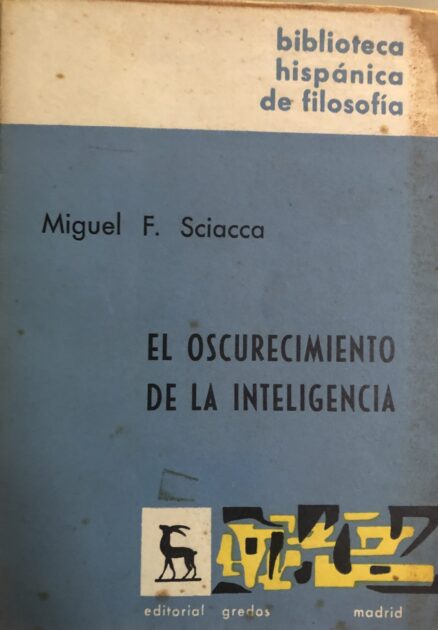 biblioteca
hispánica
de filosofía
Miguel F. Sciacca
EL OSCURECIMIENTO
DE LA INTELIGENCIA
editorial gredos madrid